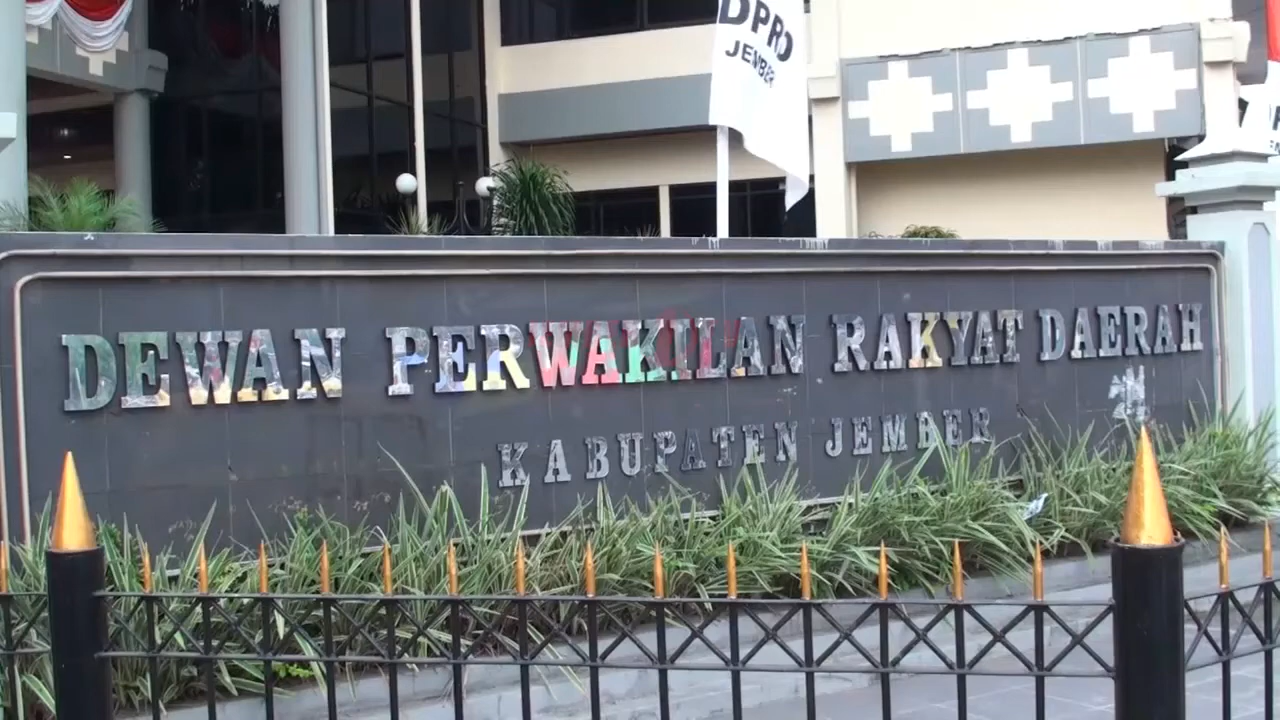 DPRD
JEMBER
DEWAN PERWAKILAN RAKYAT DAERAH
KABUPATEN JEMBER